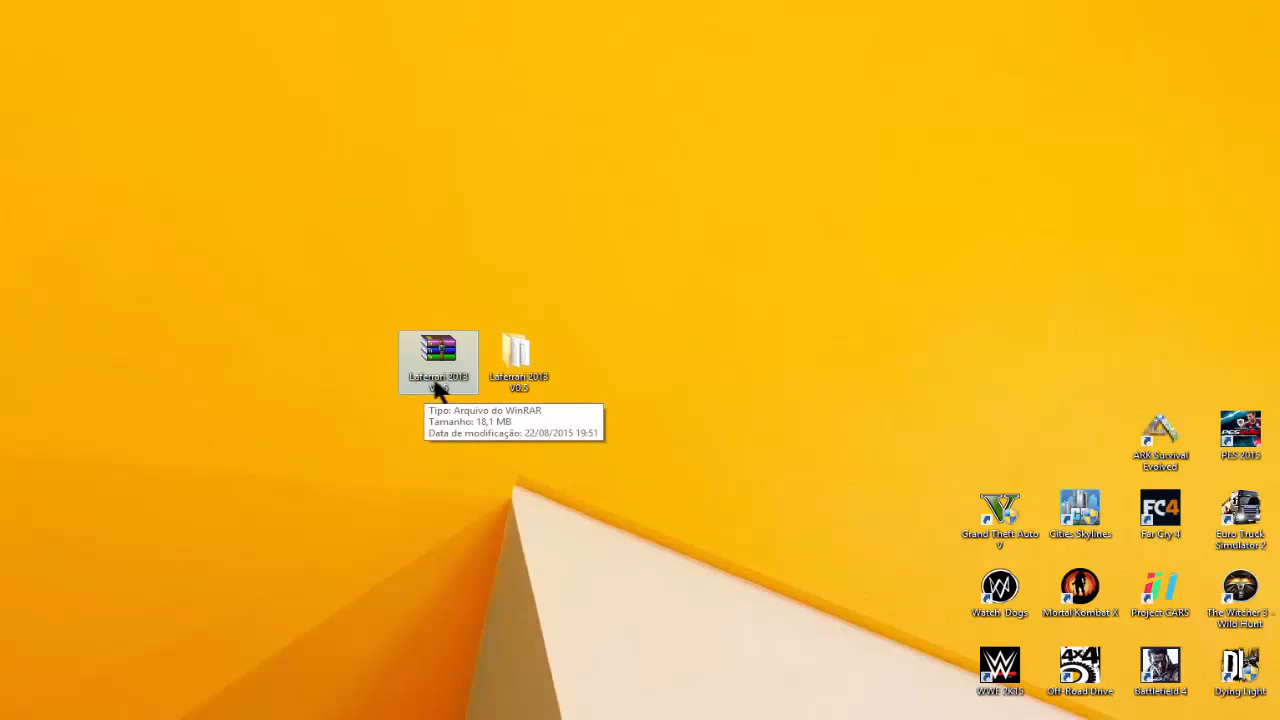 Laferrari 2013
Laferrari 2013
V0.5
Tipo: Arquivo do WinRAR
Tamanho: 18,1 MB
Data de modificação: 22/08/2015 19:51
ARK Survival
Evolved
PES 2015
Grand Theft Auto
V
Cities Skylines
Far Cry 4
Euro Truck
Simulator 2
Watch_Dogs
Mortal Kombat X
Project CARS
The Witcher 3 -
Wild Hunt
WWE 2K15
Off-Road Drive
Battlefield 4
Dying Light